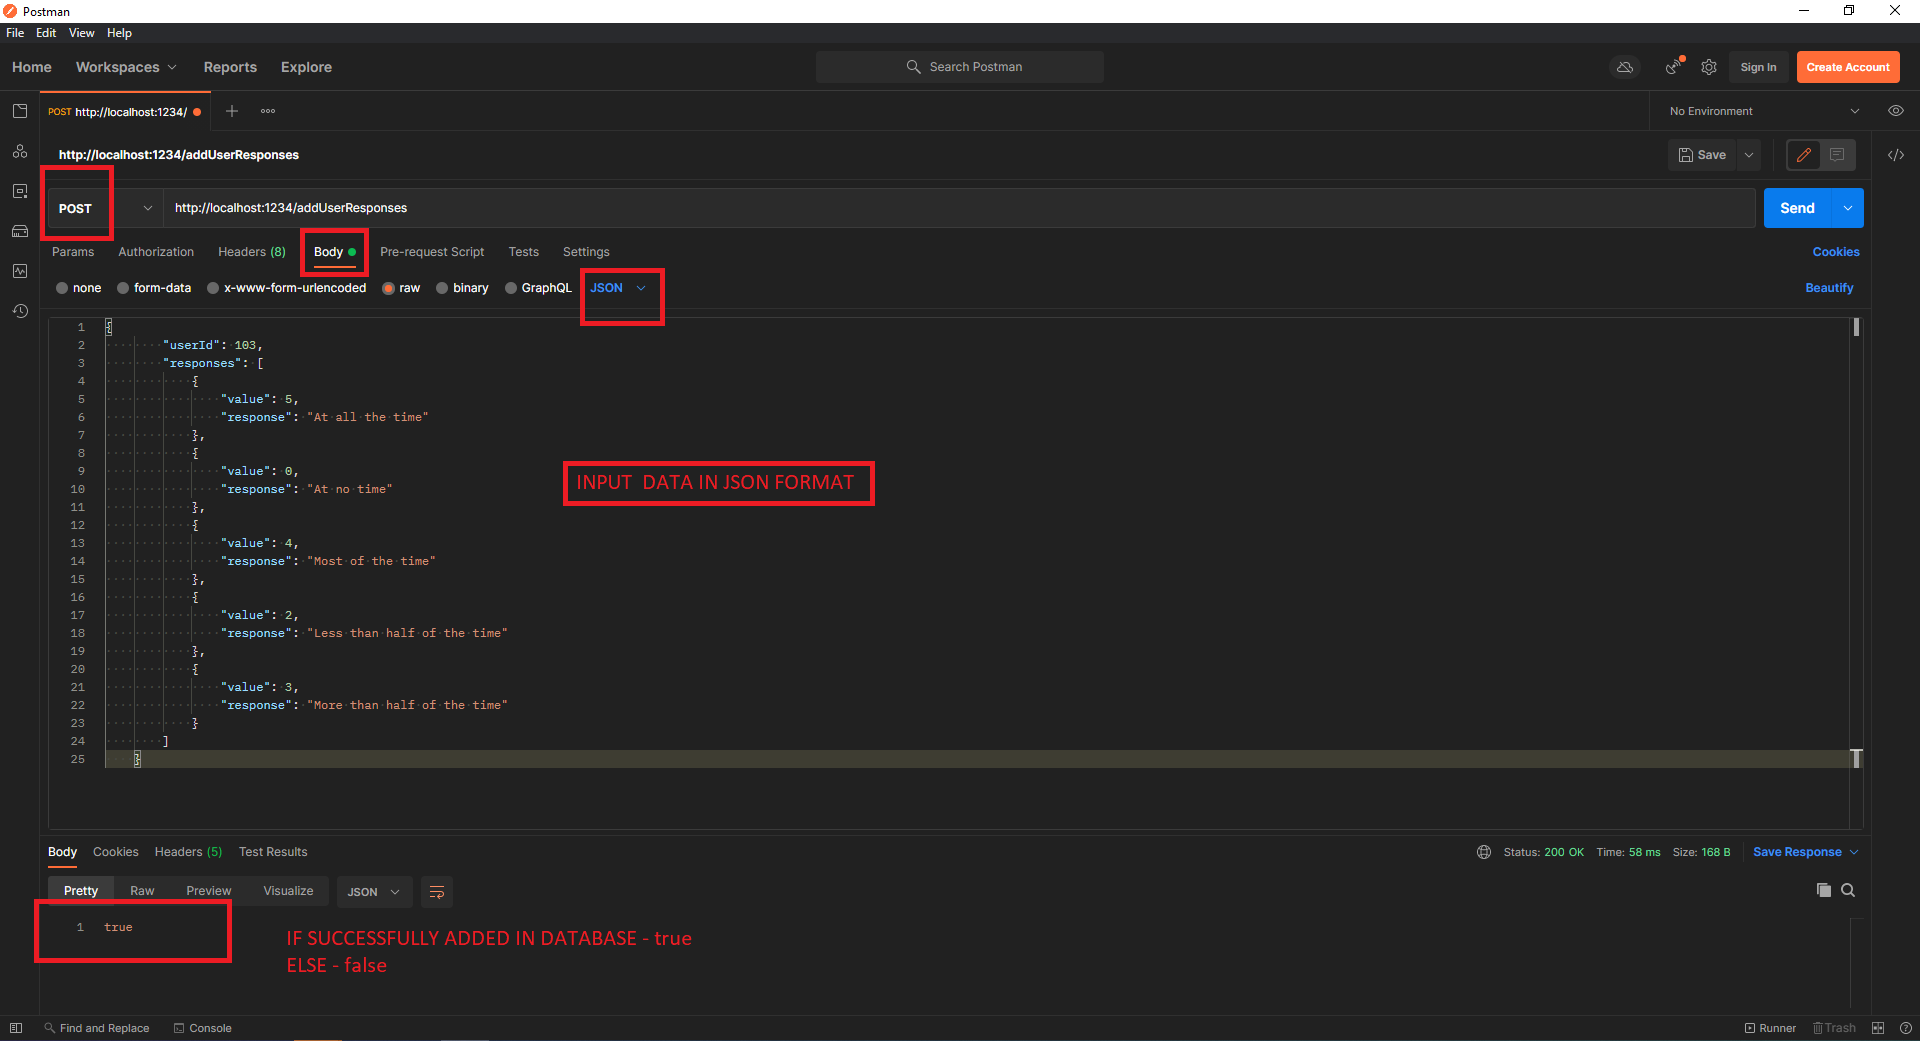 Postman
File Edit View Help
Home Workspaces Reports Explore Search Postman Sign In Create Account
POST http://localhost:1234/ No Environment
http://localhost:1234/addUserResponses Save
POST http://localhost:1234/addUserResponses Send
Params Authorization Headers (8) Body Pre-request Script Tests Settings Cookies
none form-data x-www-form-urlencoded raw binary GraphQL JSON Beautify
1 {
2 "userId": 103,
3 "responses": [
4 {
5 "value": 5,
6 "response": "At all the time"
7 },
8 {
9 "value": 0,
10 "response": "At no time"
11 },
12 {
13 "value": 4,
14 "response": "Most of the time"
15 },
16 {
17 "value": 2,
18 "response": "Less than half of the time"
19 },
20 {
21 "value": 3,
22 "response": "More than half of the time"
23 }
24 ]
25 }
INPUT DATA IN JSON FORMAT
Body Cookies Headers (5) Test Results Status: 200 OK Time: 58 ms Size: 168 B Save Response
Pretty Raw Preview Visualize JSON
1 true
IF SUCCESSFULLY ADDED IN DATABASE - true
ELSE - false
Find and Replace Console Runner Trash